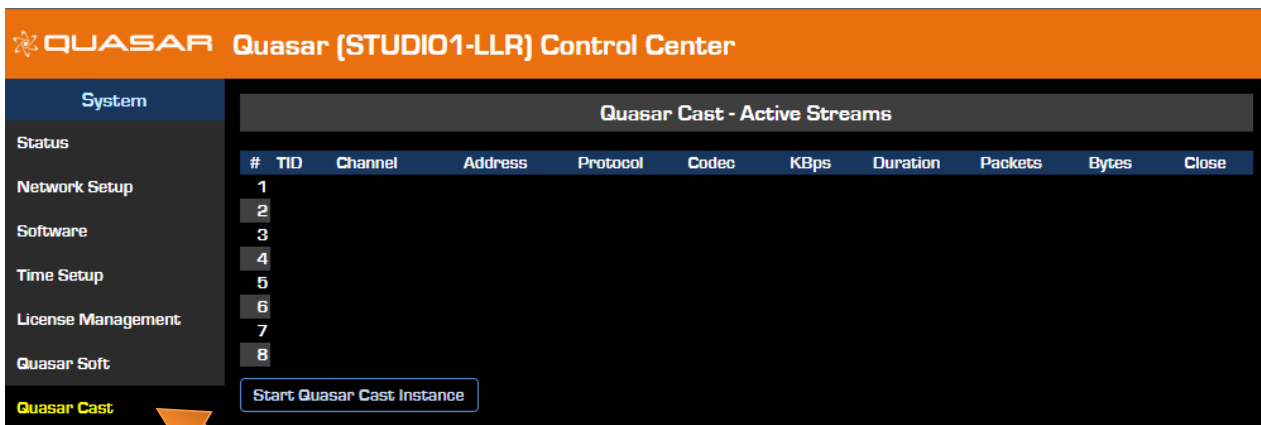 QUASAR Quasar (STUDIO1-LLR) Control Center
System
Quasar Cast - Active Streams
Status
# TID Channel Address Protocol Codec KBps Duration Packets Bytes Close
Network Setup
1
2
Software
3
4
Time Setup
5
6
License Management
7
8
Quasar Soft
Start Quasar Cast Instance
Quasar Cast